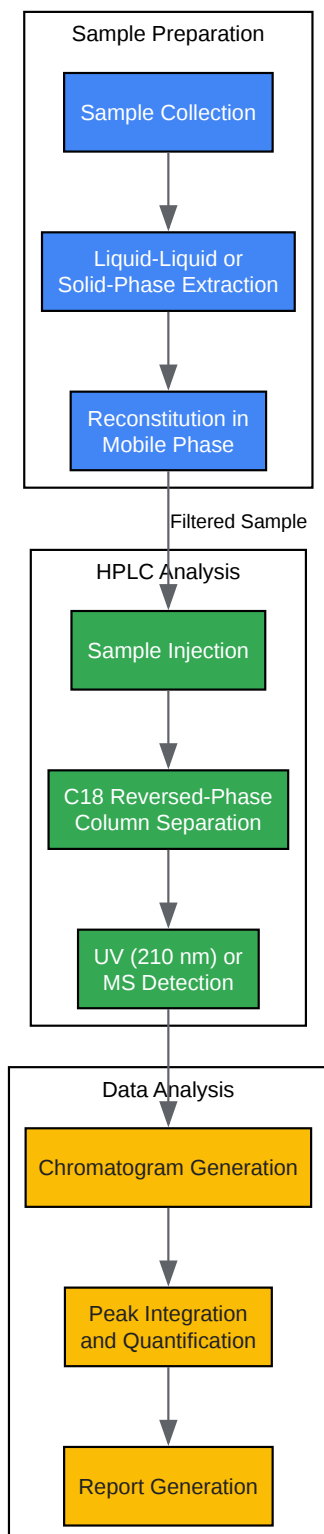 Sample Preparation
Sample Collection
Liquid-Liquid or
Solid-Phase Extraction
Reconstitution in
Mobile Phase
Filtered Sample
HPLC Analysis
Sample Injection
C18 Reversed-Phase
Column Separation
UV (210 nm) or
MS Detection
Data Analysis
Chromatogram Generation
Peak Integration
and Quantification
Report Generation